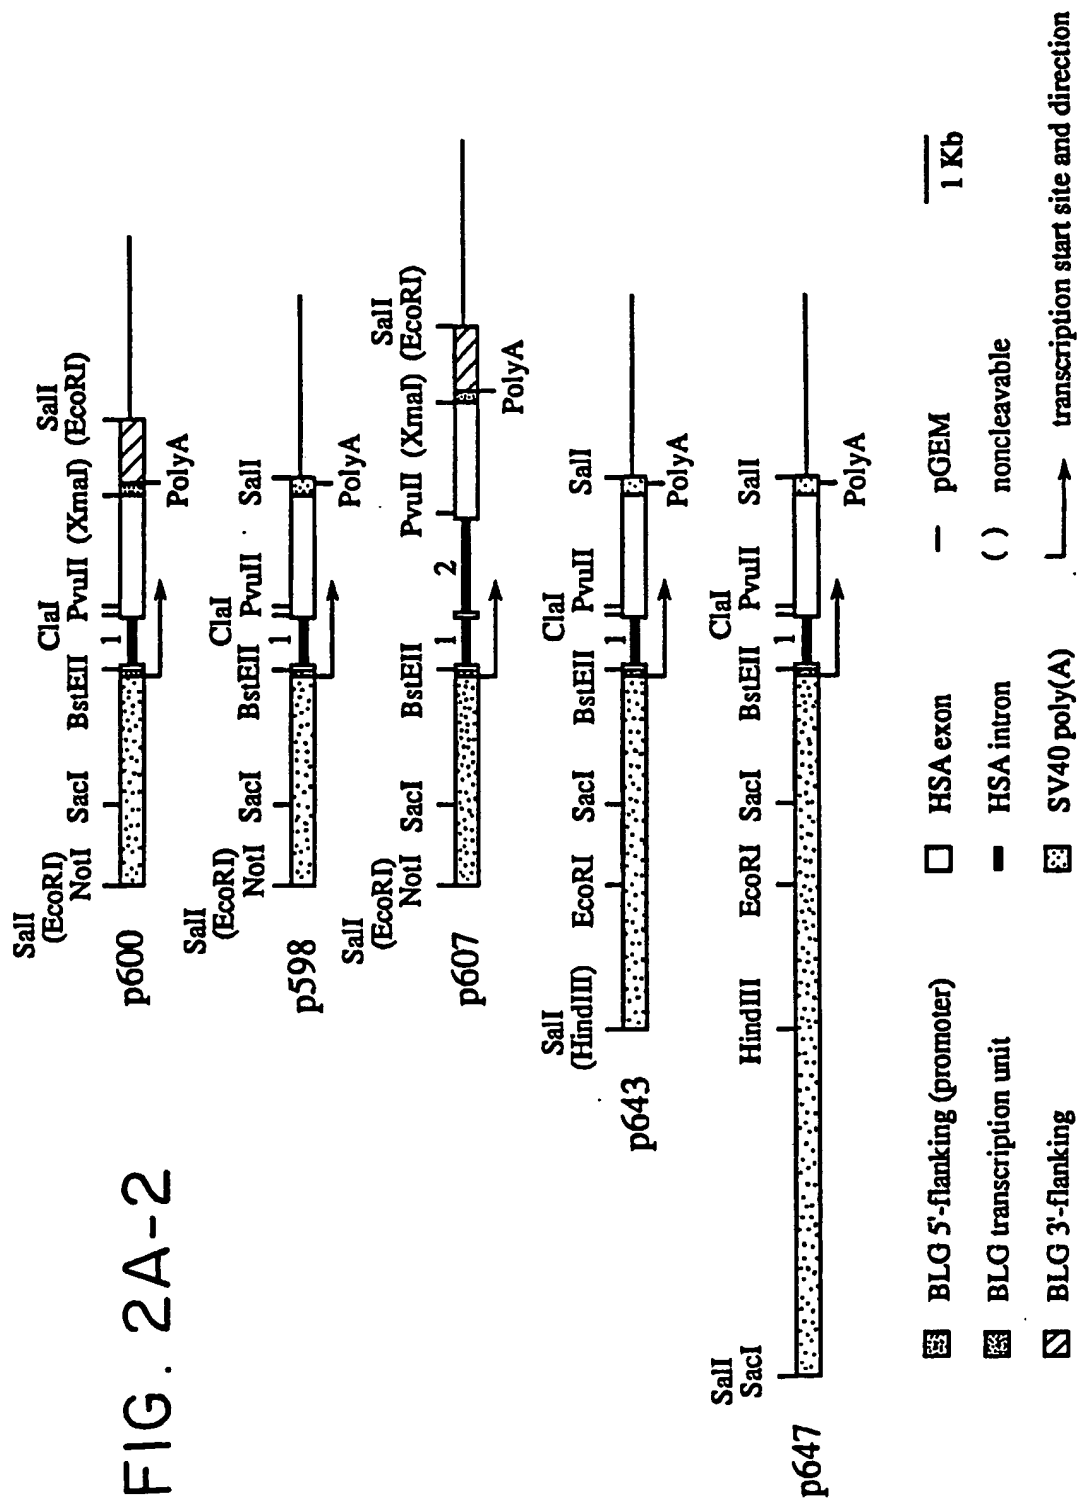 FIG. 2A-2
p600
SalI
(EcoRI)
NotI
SacI
BstEII
1
ClaI
PvuII
(XmaI)
SalI
(EcoRI)
PolyA
p598
SalI
(EcoRI)
NotI
SacI
BstEII
1
ClaI
PvuII
SalI
PolyA
p607
SalI
(EcoRI)
NotI
SacI
BstEII
1
2
PvuII
(XmaI)
SalI
(EcoRI)
PolyA
p643
SalI
(HindIII)
EcoRI
SacI
BstEII
1
ClaI
PvuII
SalI
PolyA
p647
SalI
SacI
HindIII
EcoRI
SacI
BstEII
1
ClaI
PvuII
SalI
PolyA
BLG 5'-flanking (promoter)
BLG transcription unit
BLG 3'-flanking
HSA exon
HSA intron
SV40 poly(A)
pGEM
( ) noncleavable
transcription start site and direction
1 Kb